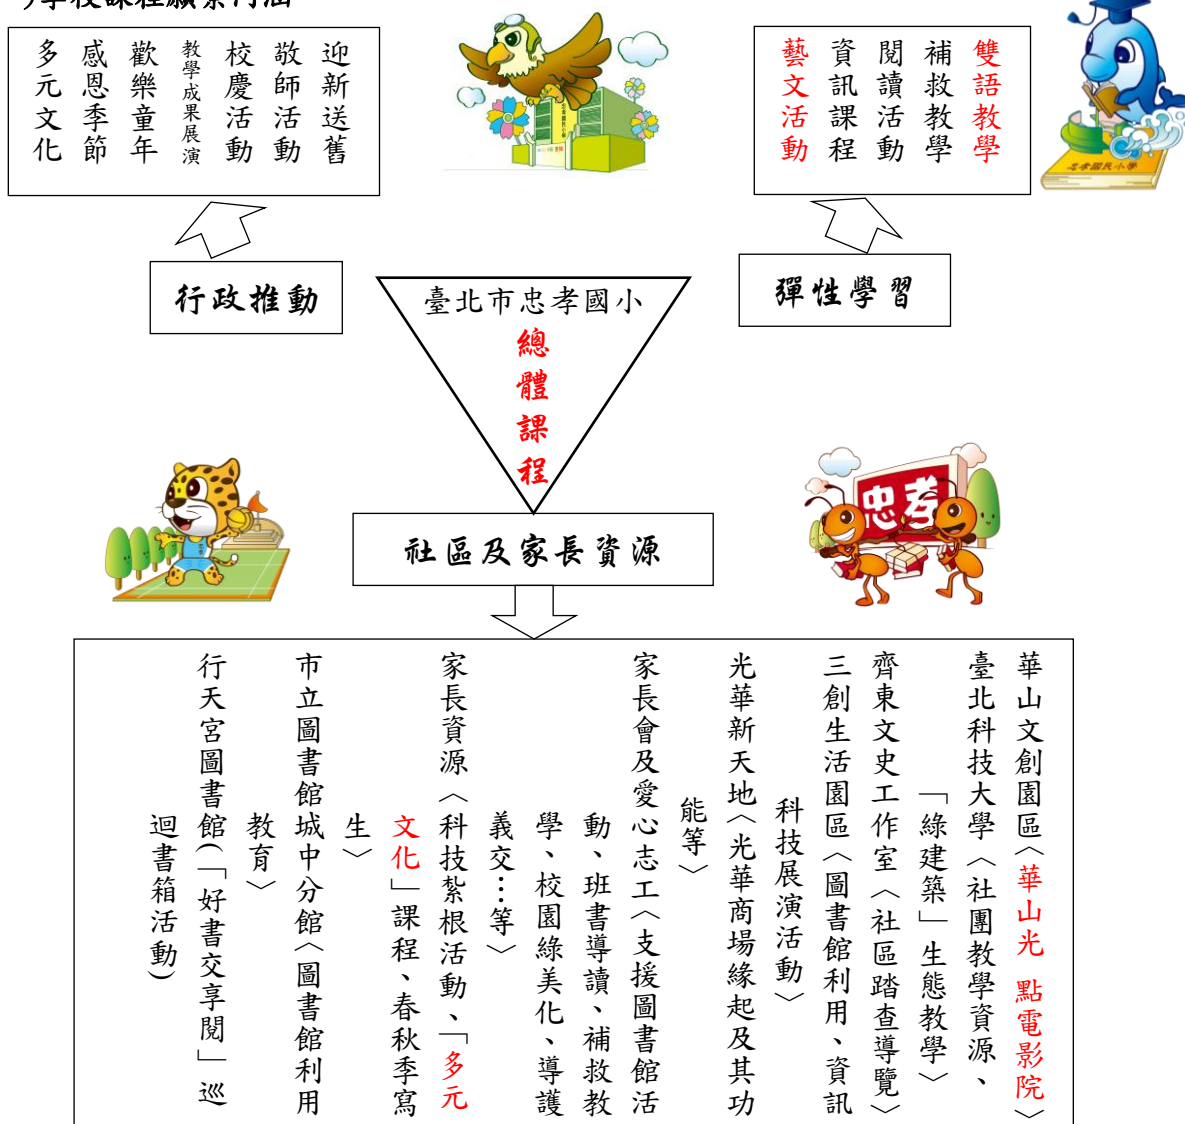 學校課程願景內涵
迎新送舊
敬師活動
校慶活動
教學成果展演
歡樂童年
感恩季節
多元文化
雙語教學
補救教學
閱讀活動
資訊課程
藝文活動
忠孝國民小學
行政推動
彈性學習
臺北市忠孝國小
總體課程
忠孝
社區及家長資源
華山文創園區〈華山光 點電影院〉
臺北科技大學〈社團教學資源、
「綠建築」生態教學〉
齊東文史工作室〈社區踏查導覽〉
三創生活園區〈圖書館利用、資訊
科技展演活動〉
光華新天地〈光華商場緣起及其功
能等〉
家長會及愛心志工〈支援圖書館活
動、班書導讀、補救教
學、校園綠美化、導護
義交…等〉
家長資源〈科技紮根活動、「多元
文化」課程、春秋季寫
生〉
市立圖書館城中分館〈圖書館利用
教育〉
行天宮圖書館(「好書交享閱」巡
迴書箱活動)